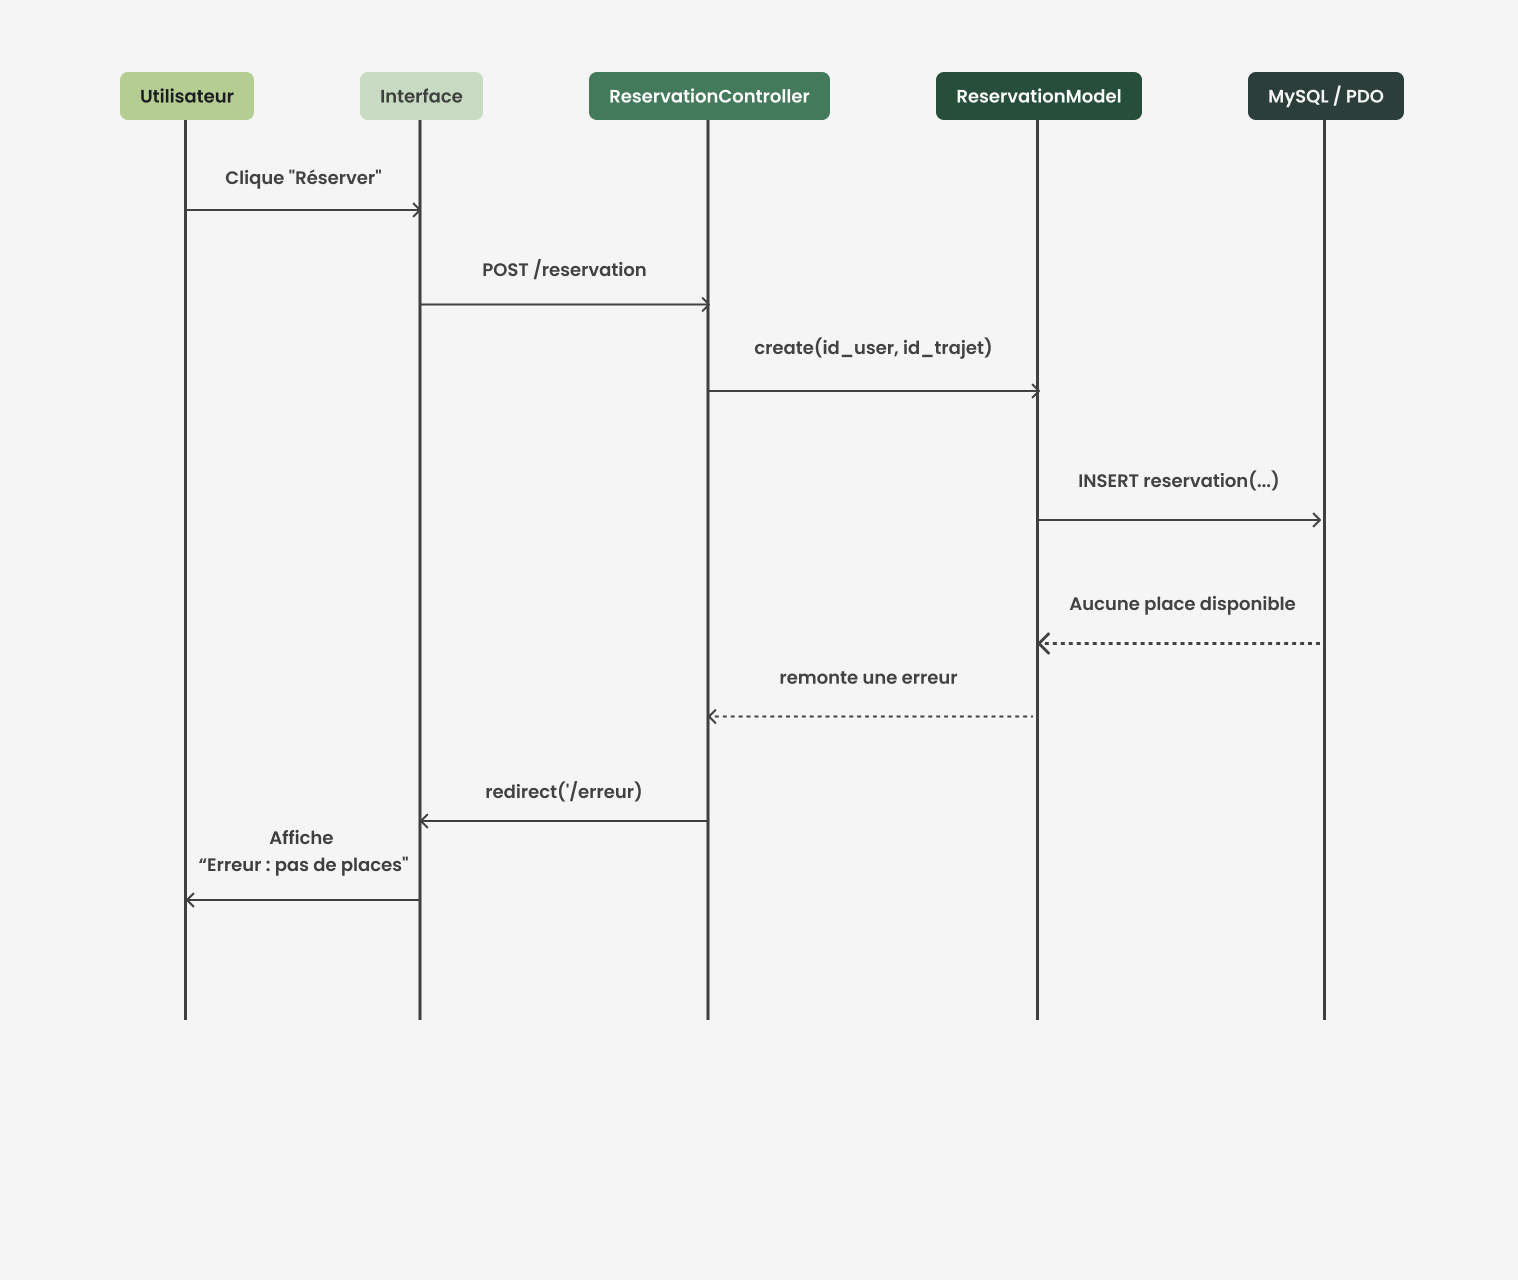 Utilisateur
Interface
ReservationController
ReservationModel
MySQL / PDO
Clique "Réserver"
POST /reservation
create(id_user, id_trajet)
INSERT reservation(...)
Aucune place disponible
remonte une erreur
redirect('/erreur)
Affiche
“Erreur : pas de places"